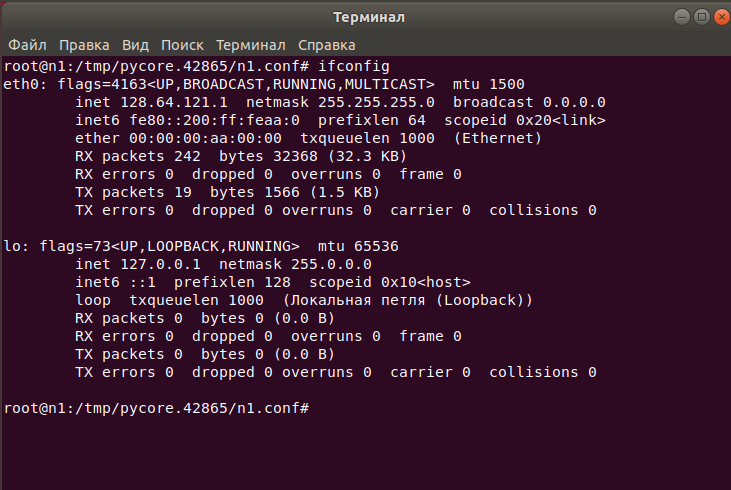 Терминал
Файл Правка Вид Поиск Терминал Справка
root@n1:/tmp/pycore.42865/n1.conf# ifconfig
eth0: flags=4163<UP,BROADCAST,RUNNING,MULTICAST>  mtu 1500
        inet 128.64.121.1  netmask 255.255.255.0  broadcast 0.0.0.0
        inet6 fe80::200:ff:feaa:0  prefixlen 64  scopeid 0x20<link>
        ether 00:00:00:aa:00:00  txqueuelen 1000  (Ethernet)
        RX packets 242  bytes 32368 (32.3 KB)
        RX errors 0  dropped 0  overruns 0  frame 0
        TX packets 19  bytes 1566 (1.5 KB)
        TX errors 0  dropped 0 overruns 0  carrier 0  collisions 0

lo: flags=73<UP,LOOPBACK,RUNNING>  mtu 65536
        inet 127.0.0.1  netmask 255.0.0.0
        inet6 ::1  prefixlen 128  scopeid 0x10<host>
        loop  txqueuelen 1000  (Локальная петля (Loopback))
        RX packets 0  bytes 0 (0.0 B)
        RX errors 0  dropped 0  overruns 0  frame 0
        TX packets 0  bytes 0 (0.0 B)
        TX errors 0  dropped 0 overruns 0  carrier 0  collisions 0

root@n1:/tmp/pycore.42865/n1.conf#